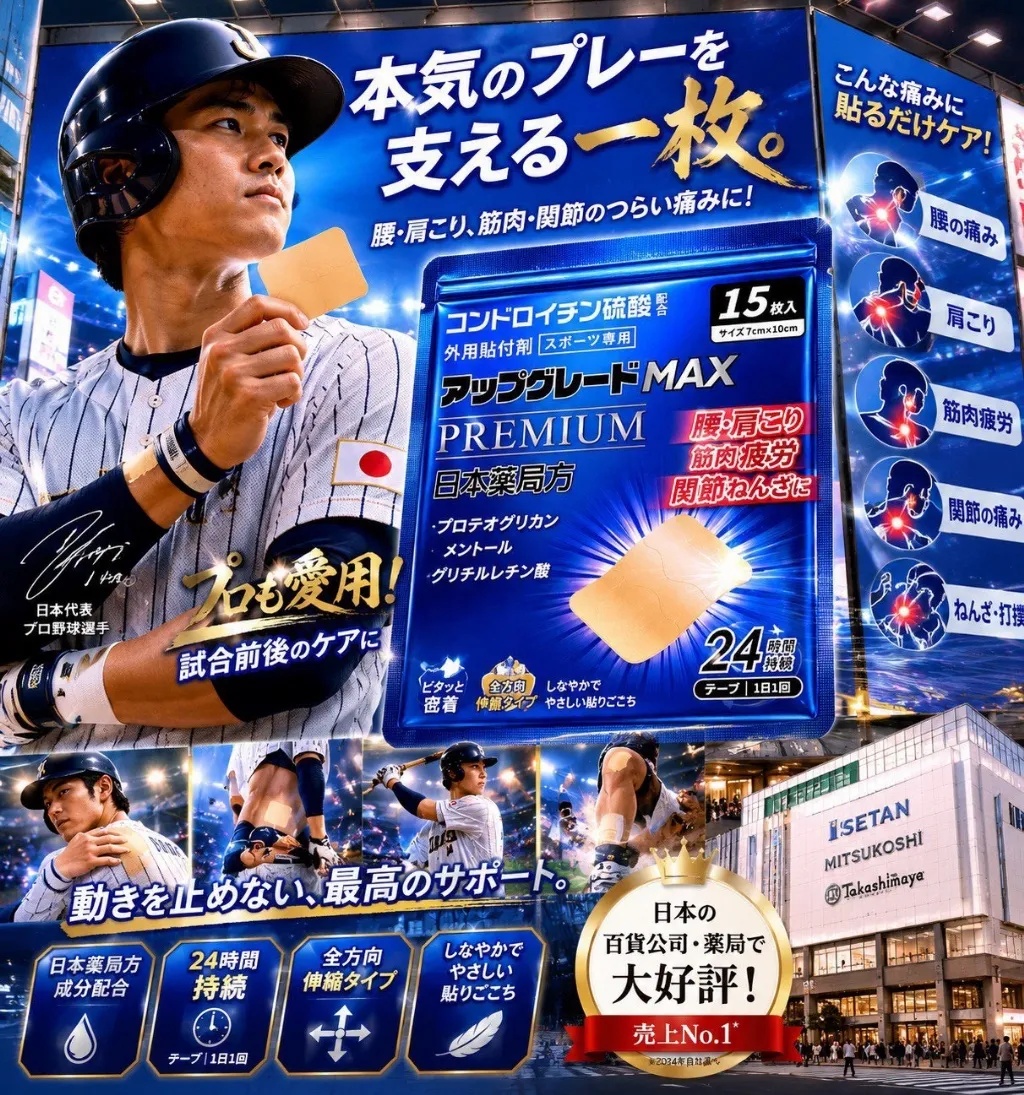 本気のプレーを
支える一枚。
腰・肩こり、筋肉・関節のつらい痛みに!
こんな痛みに
貼るだけケア!
腰の痛み
肩こり
筋肉疲労
関節の痛み
ねんざ・打撲
コンドロイチン硫酸配合
15枚入
サイズ7cm×10cm
外用貼付剤 スポーツ専用
アップグレードMAX
PREMIUM
日本薬局方
腰・肩こり
筋肉疲労
関節ねんざに
・プロテオグリカン
メントール
グリチルレチン酸
24時間持続
テープ|1日1回
ピタッと
密着
全方向
伸縮タイプ
しなやかで
やさしい貼りごこち
日本代表
プロ野球選手
プロも愛用!
試合前後のケアに
動きを止めない、最高のサポート。
日本薬局方
成分配合
24時間
持続
テープ|1日1回
全方向
伸縮タイプ
しなやかで
やさしい
貼りごこち
日本の
百貨公司・薬局で
大好評!
売上No.1*
ISETAN
MITSUKOSHI
Takashimaya